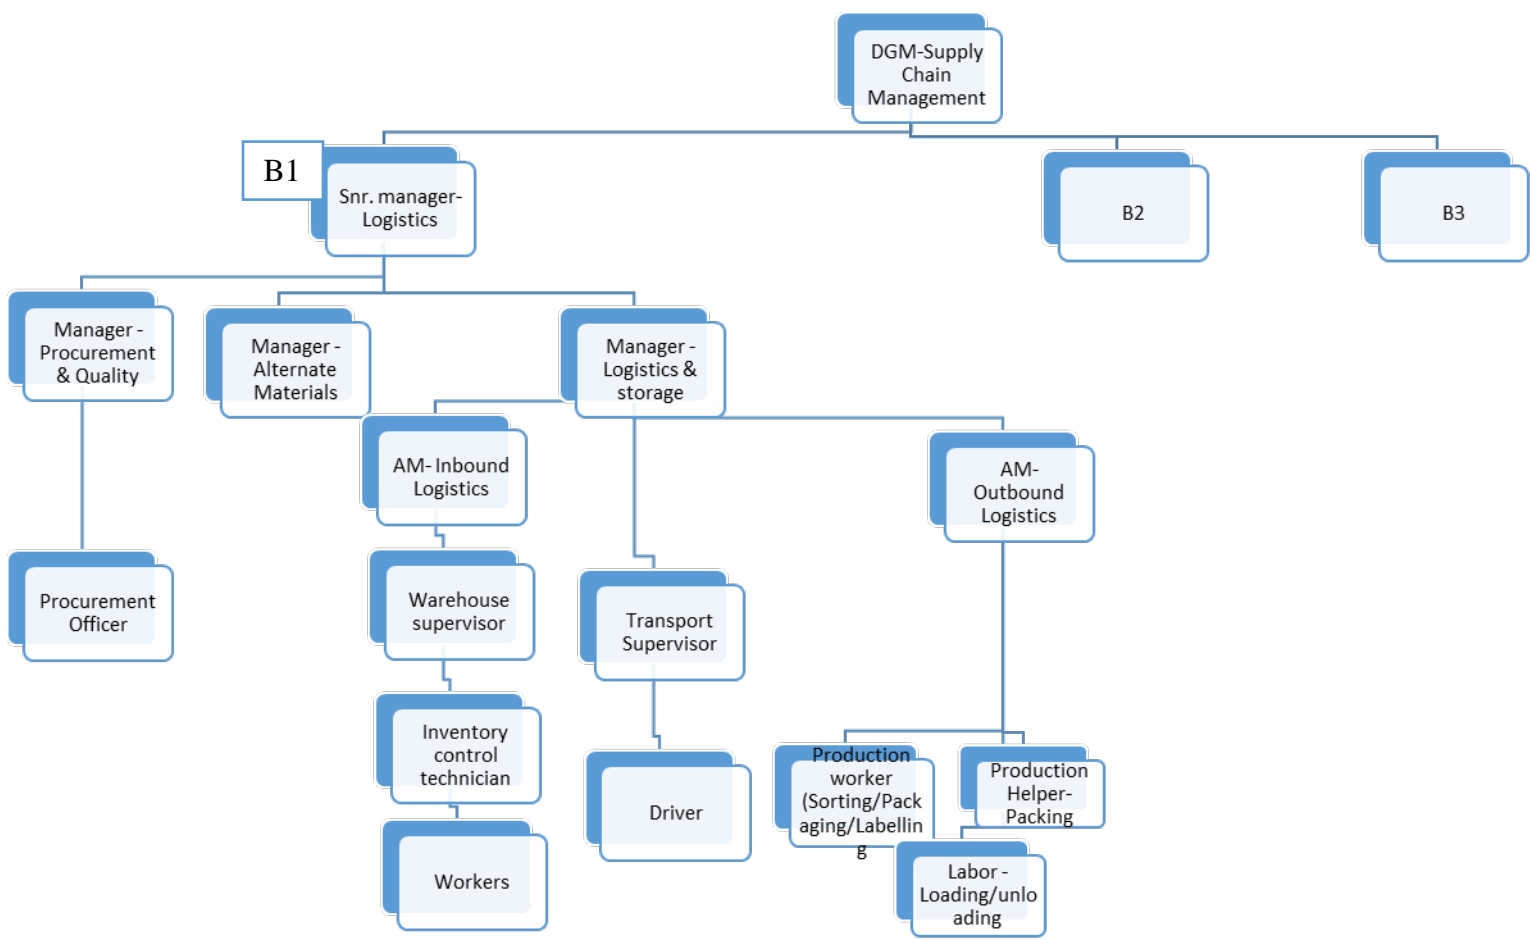 DGM-Supply
Chain
Management
B1
Snr. manager-
Logistics
B2
B3
Manager -
Procurement
& Quality
Manager -
Alternate
Materials
Manager -
Logistics &
storage
AM- Inbound
Logistics
AM-
Outbound
Logistics
Procurement
Officer
Warehouse
supervisor
Transport
Supervisor
Inventory
control
technician
Driver
Production
worker
(Sorting/Pack
aging/Labellin
g
Production
Helper-
Packing
Workers
Labor -
Loading/unlo
ading